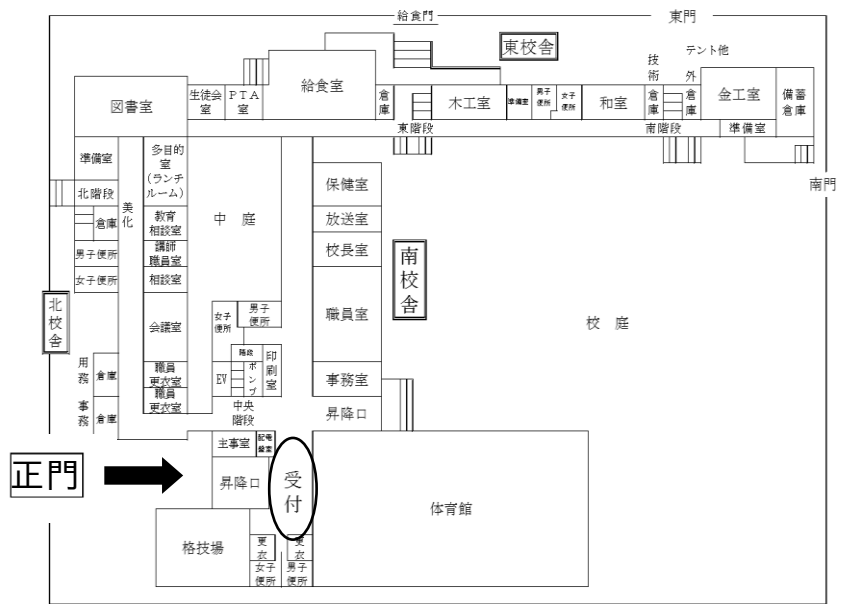 給食門
東門
東校舎
テント他
図書室
生徒会
室
PTA
室
給食室
倉
庫
木工室
準備室
男子
便所
女子
便所
和室
技
術
倉
庫
外
倉
庫
金工室
備蓄
倉庫
東階段
南階段
準備室
南門
準備室
多目的
室
(ランチ
ルーム)
北階段
美
化
倉庫
教育
相談室
講師
職員室
男子便所
女子便所
相談室
中庭
保健室
放送室
校長室
南
校
舎
職員室
校庭
北
校
舎
会議室
女子
便所
男子
便所
階段
EV
ポ
ン
プ
印
刷
室
用
務
倉庫
職員
更衣室
職員
更衣室
事務室
事
務
倉庫
中央
階段
昇降口
正門
主事室
配電
盤室
昇降口
受
付
体育館
格技場
更
衣
更
衣
女子
便所
男子
便所